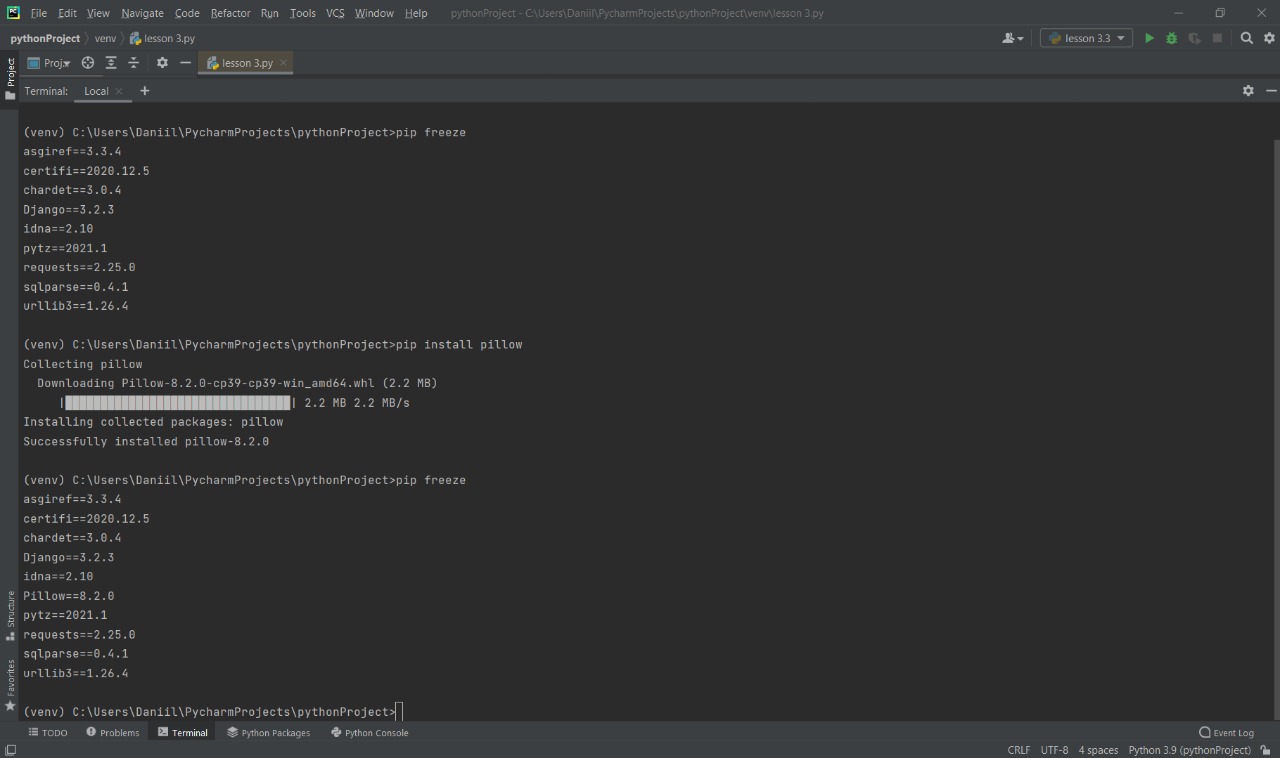 PC File Edit View Navigate Code Refactor Run Tools VCS Window Help pythonProject - C:\Users\Daniil\PycharmProjects\pythonProject\venv\lesson 3.py
pythonProject venv lesson 3.py lesson 3.3
Project Proj lesson 3.py
Terminal: Local
(venv) C:\Users\Daniil\PycharmProjects\pythonProject>pip freeze
asgiref==3.3.4
certifi==2020.12.5
chardet==3.0.4
Django==3.2.3
idna==2.10
pytz==2021.1
requests==2.25.0
sqlparse==0.4.1
urllib3==1.26.4
(venv) C:\Users\Daniil\PycharmProjects\pythonProject>pip install pillow
Collecting pillow
Downloading Pillow-8.2.0-cp39-cp39-win_amd64.whl (2.2 MB)
|████████████████████████████████| 2.2 MB 2.2 MB/s
Installing collected packages: pillow
Successfully installed pillow-8.2.0
(venv) C:\Users\Daniil\PycharmProjects\pythonProject>pip freeze
asgiref==3.3.4
certifi==2020.12.5
chardet==3.0.4
Django==3.2.3
idna==2.10
Pillow==8.2.0
pytz==2021.1
requests==2.25.0
sqlparse==0.4.1
urllib3==1.26.4
(venv) C:\Users\Daniil\PycharmProjects\pythonProject>
Structure
Favorites
TODO Problems Terminal Python Packages Python Console Event Log
CRLF UTF-8 4 spaces Python 3.9 (pythonProject)